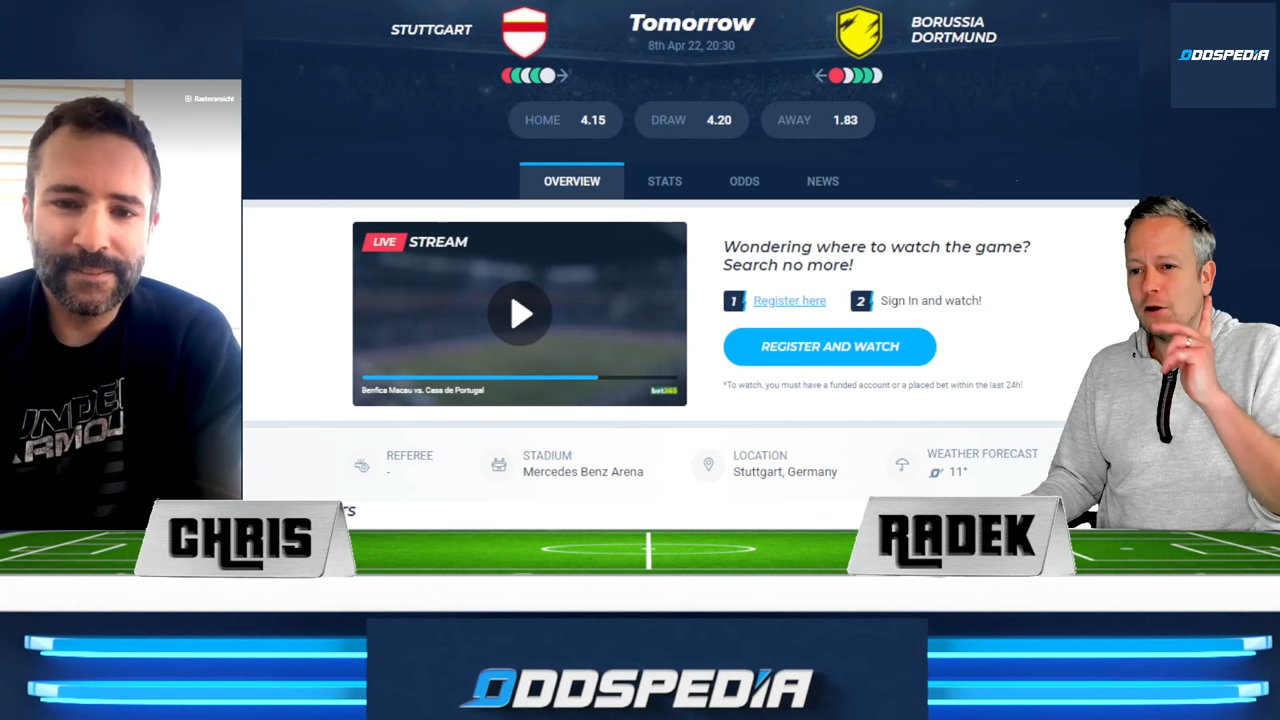 STUTTGART
Tomorrow
8th Apr 22, 20:30
BORUSSIA
DORTMUND
ODDSPEDIA
Rasteransicht
HOME 4.15
DRAW 4.20
AWAY 1.83
OVERVIEW
STATS
ODDS
NEWS
LIVE STREAM
Benfica Macau vs. Casa de Portugal
bet365
Wondering where to watch the game?
Search no more!
1 Register here
2 Sign In and watch!
REGISTER AND WATCH
*To watch, you must have a funded account or a placed bet within the last 24h!
REFEREE
-
STADIUM
Mercedes Benz Arena
LOCATION
Stuttgart, Germany
WEATHER FORECAST
11°
UNDER
ARMOUR
rs
CHRIS
RADEK
ODDSPEDIA